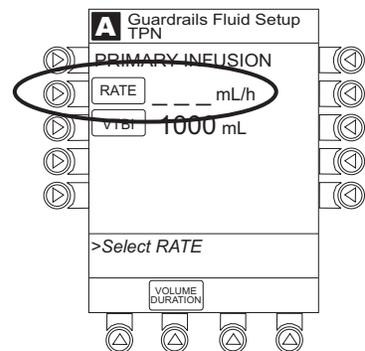 A Guardrails Fluid Setup
TPN
PRIMARY INFUSION
RATE _ _ _ mL/h
VTBI 1000 mL
>Select RATE
VOLUME
DURATION